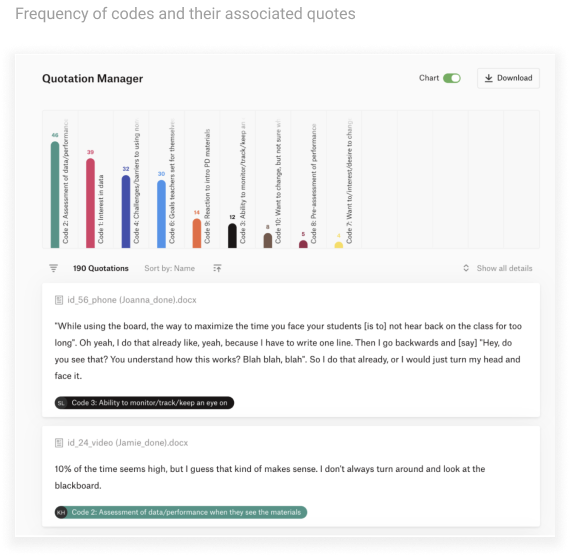 Frequency of codes and their associated quotes
Quotation Manager
Chart
Download
46
Code 2: Assessment of data/performance
39
Code 1: Interest in data
32
Code 4: Challenges/barriers to using
30
Code 6: Goals teachers set for themselves
14
Code 9: Reaction to intro PD materials
12
Code 3: Ability to monitor/track/keep an
8
Code 10: Want to change, but not sure
5
Code 8: Pre-assessment of performance
Code 7: Want to/interest/desire to
190 Quotations
Sort by: Name
Show all details
id_56_phone (Joanna_done).docx
"While using the board, the way to maximize the time you face your students [is to] not hear back on the class for too
long". Oh yeah, I do that already like, yeah, because I have to write one line. Then I go backwards and [say] "Hey, do
you see that? You understand how this works? Blah blah, blah". So I do that already, or I would just turn my head and
face it.
SL Code 3: Ability to monitor/track/keep an eye on
id_24_video (Jamie_done).docx
10% of the time seems high, but I guess that kind of makes sense. I don't always turn around and look at the
blackboard.
KH Code 2: Assessment of data/performance when they see the materials